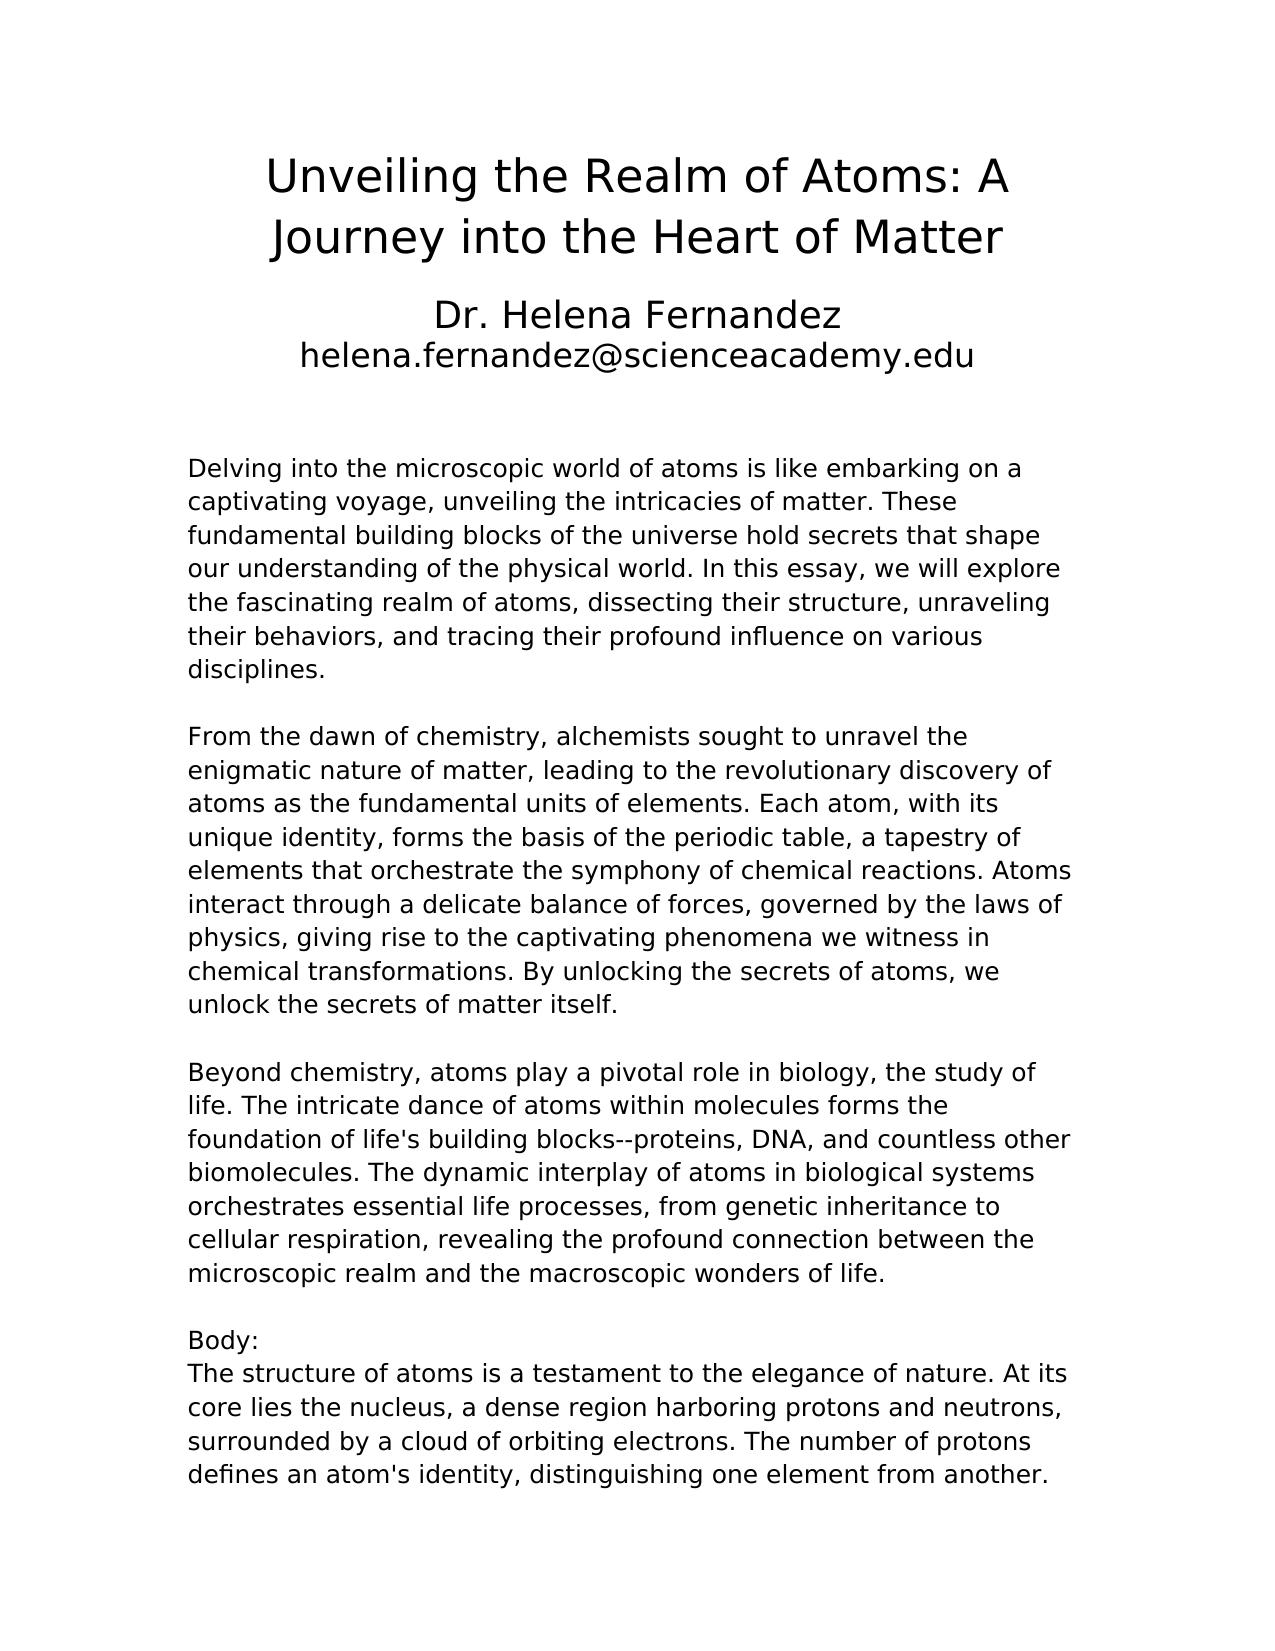 Unveiling the Realm of Atoms: A
Journey into the Heart of Matter
Dr. Helena Fernandez
helena.fernandez@scienceacademy.edu
Delving into the microscopic world of atoms is like embarking on a
captivating voyage, unveiling the intricacies of matter. These
fundamental building blocks of the universe hold secrets that shape
our understanding of the physical world. In this essay, we will explore
the fascinating realm of atoms, dissecting their structure, unraveling
their behaviors, and tracing their profound influence on various
disciplines.
From the dawn of chemistry, alchemists sought to unravel the
enigmatic nature of matter, leading to the revolutionary discovery of
atoms as the fundamental units of elements. Each atom, with its
unique identity, forms the basis of the periodic table, a tapestry of
elements that orchestrate the symphony of chemical reactions. Atoms
interact through a delicate balance of forces, governed by the laws of
physics, giving rise to the captivating phenomena we witness in
chemical transformations. By unlocking the secrets of atoms, we
unlock the secrets of matter itself.
Beyond chemistry, atoms play a pivotal role in biology, the study of
life. The intricate dance of atoms within molecules forms the
foundation of life's building blocks--proteins, DNA, and countless other
biomolecules. The dynamic interplay of atoms in biological systems
orchestrates essential life processes, from genetic inheritance to
cellular respiration, revealing the profound connection between the
microscopic realm and the macroscopic wonders of life.
Body:
The structure of atoms is a testament to the elegance of nature. At its
core lies the nucleus, a dense region harboring protons and neutrons,
surrounded by a cloud of orbiting electrons. The number of protons
defines an atom's identity, distinguishing one element from another.